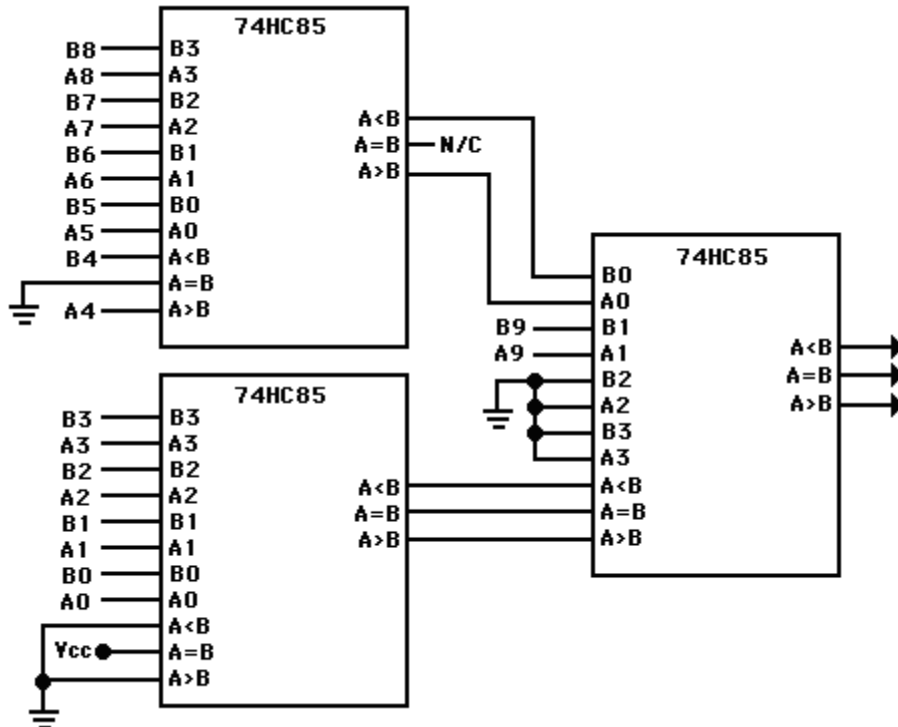 74HC85
B8 B3
A8 A3
B7 B2
A7 A2
B6 B1
A6 A1
B5 B0
A5 A0
B4 A<B
A=B
A4 A>B
A<B
A=B N/C
A>B
74HC85
B3 B3
A3 A3
B2 B2
A2 A2
B1 B1
A1 A1
B0 B0
A0 A0
A<B
Vcc A=B
A>B
A<B
A=B
A>B
74HC85
B0
A0
B9 B1
A9 A1
B2
A2
B3
A3
A<B
A=B
A>B
A<B
A=B
A>B